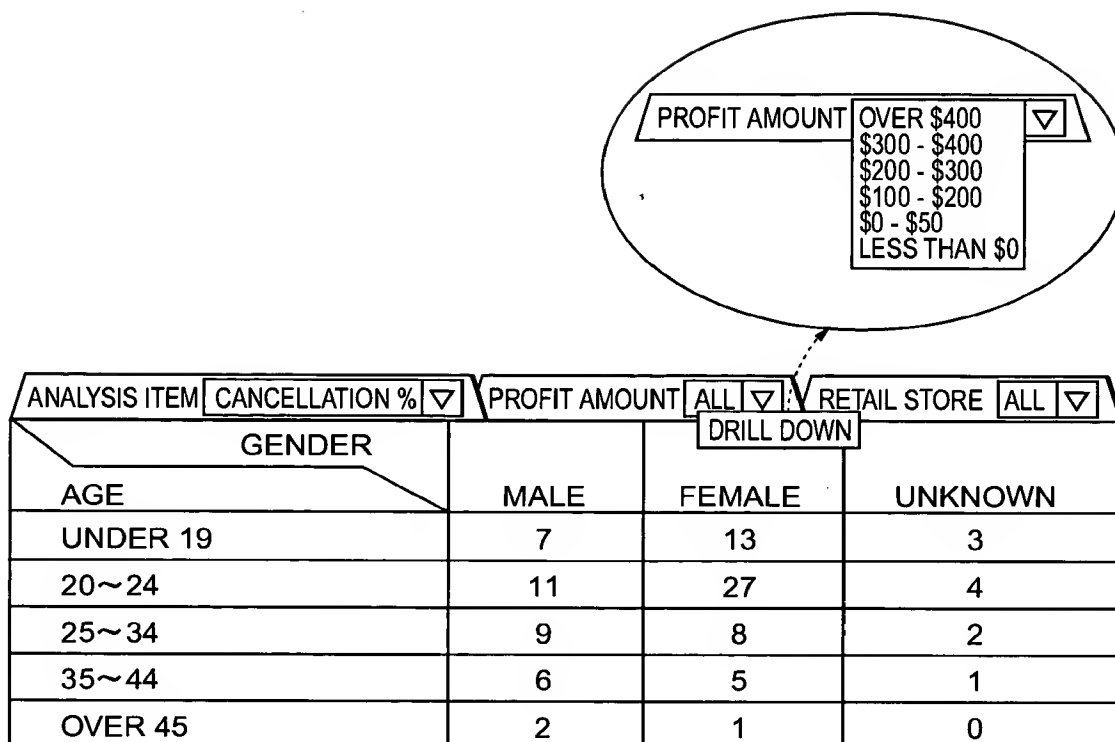 PROFIT AMOUNT OVER $400
$300 - $400
$200 - $300
$100 - $200
$0 - $50
LESS THAN $0
ANALYSIS ITEM CANCELLATION % PROFIT AMOUNT ALL RETAIL STORE ALL
DRILL DOWN
GENDER
AGE MALE FEMALE UNKNOWN
UNDER 19 7 13 3
20~24 11 27 4
25~34 9 8 2
35~44 6 5 1
OVER 45 2 1 0